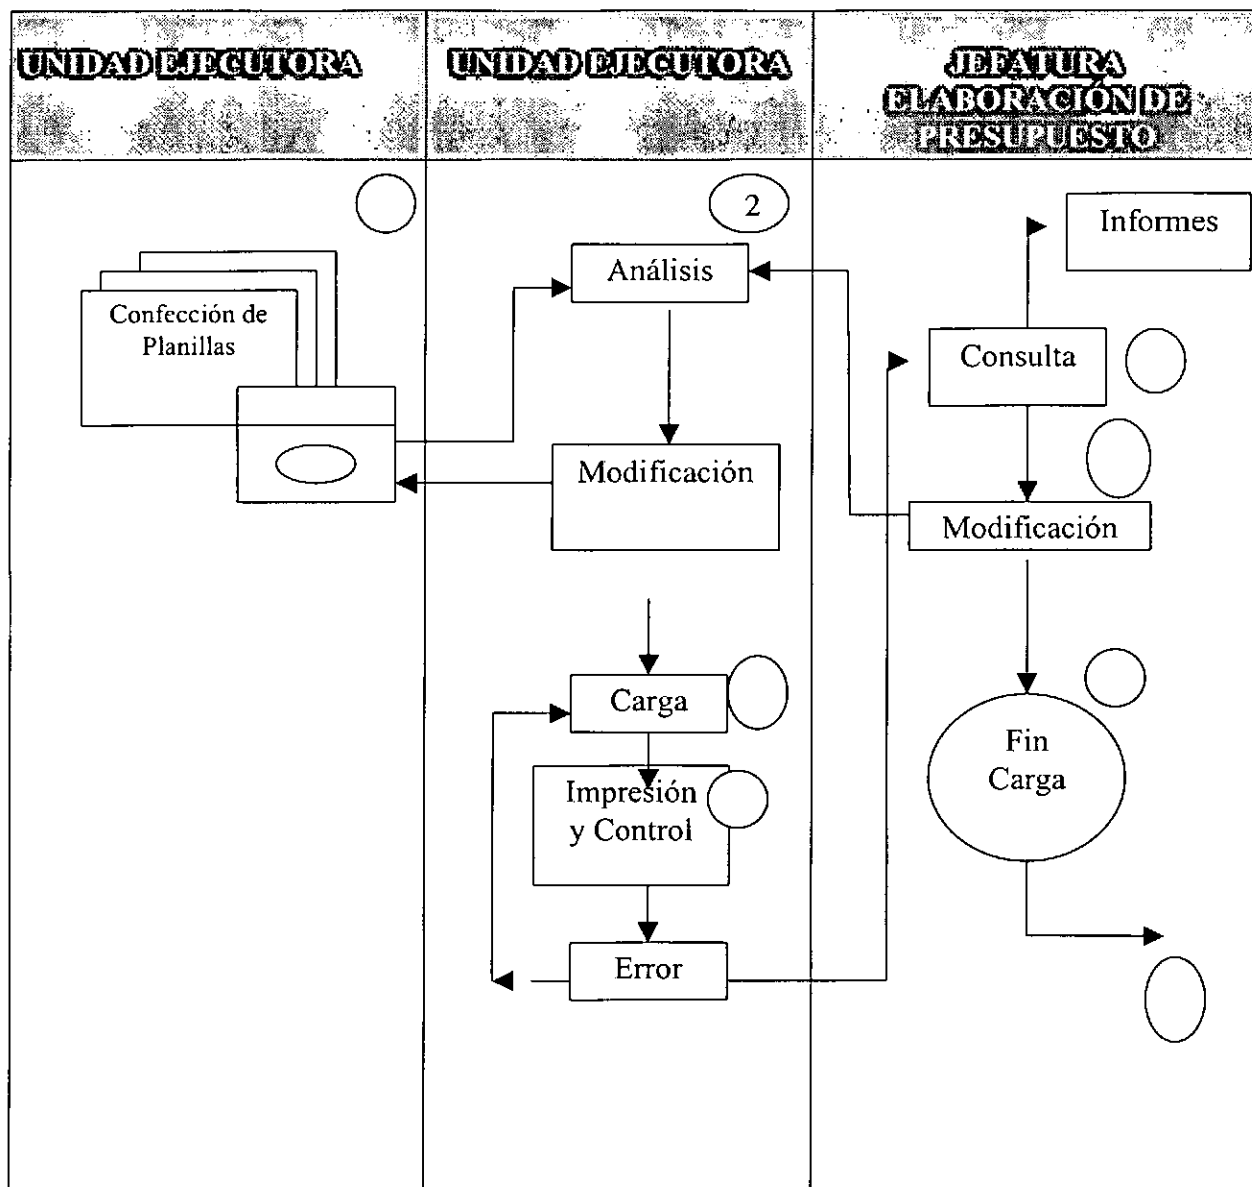 UNIDAD EJECUTORA
UNIDAD EJECUTORA
JEFATURA
ELABORACIÓN DE
PRESUPUESTO
2
Confección de
Planillas
Análisis
Modificación
Carga
Impresión
y Control
Error
Informes
Consulta
Modificación
Fin
Carga